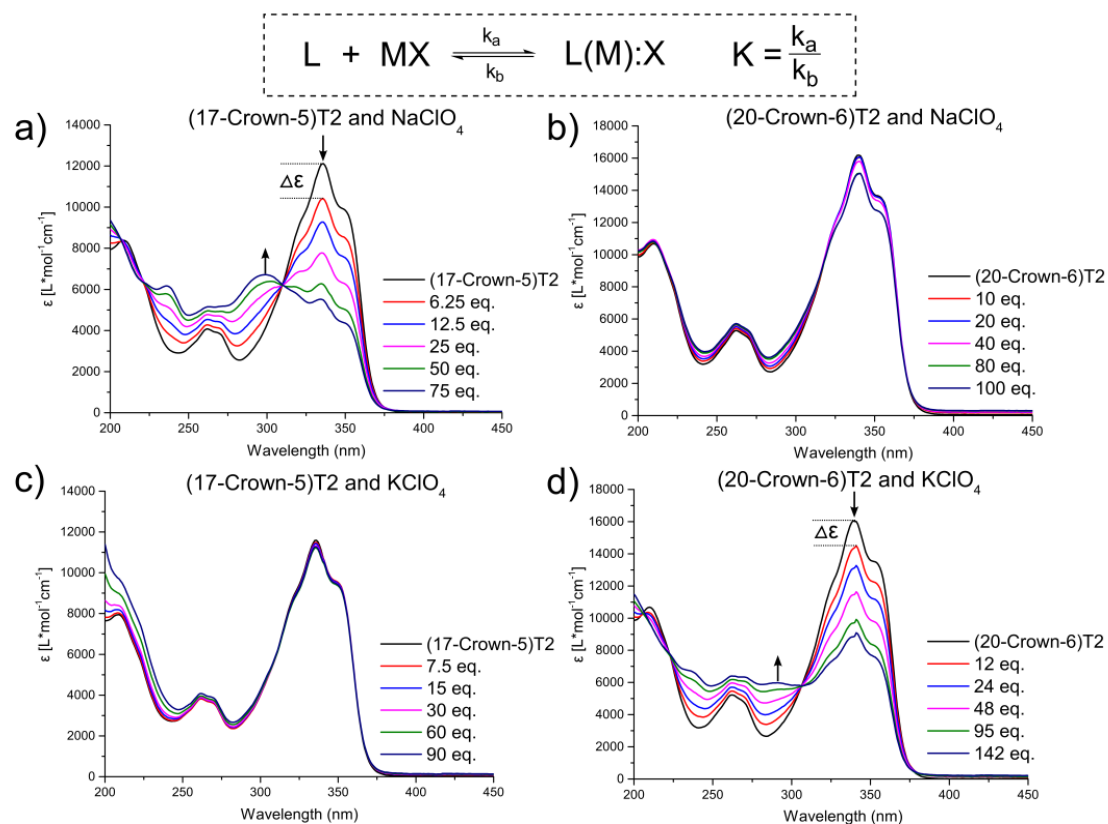 L + MX ka kb L(M):X K = ka/kb
a) (17-Crown-5)T2 and NaClO4
14000
12000
10000
8000
6000
4000
2000
0
ε [L*mol-1cm-1]
Δε
(17-Crown-5)T2
6.25 eq.
12.5 eq.
25 eq.
50 eq.
75 eq.
200 250 300 350 400 450
Wavelength (nm)
b) (20-Crown-6)T2 and NaClO4
18000
16000
14000
12000
10000
8000
6000
4000
2000
0
ε [L*mol-1cm-1]
(20-Crown-6)T2
10 eq.
20 eq.
40 eq.
80 eq.
100 eq.
200 250 300 350 400 450
Wavelength (nm)
c) (17-Crown-5)T2 and KClO4
14000
12000
10000
8000
6000
4000
2000
0
ε [L*mol-1cm-1]
(17-Crown-5)T2
7.5 eq.
15 eq.
30 eq.
60 eq.
90 eq.
200 250 300 350 400 450
Wavelength (nm)
d) (20-Crown-6)T2 and KClO4
18000
16000
14000
12000
10000
8000
6000
4000
2000
0
ε [L*mol-1cm-1]
Δε
(20-Crown-6)T2
12 eq.
24 eq.
48 eq.
95 eq.
142 eq.
200 250 300 350 400 450
Wavelength (nm)